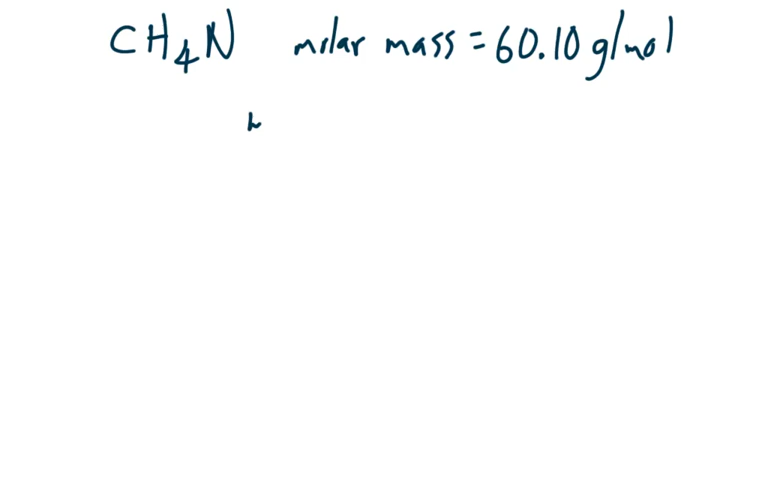 CH₄N molar mass = 60.10 g/mol